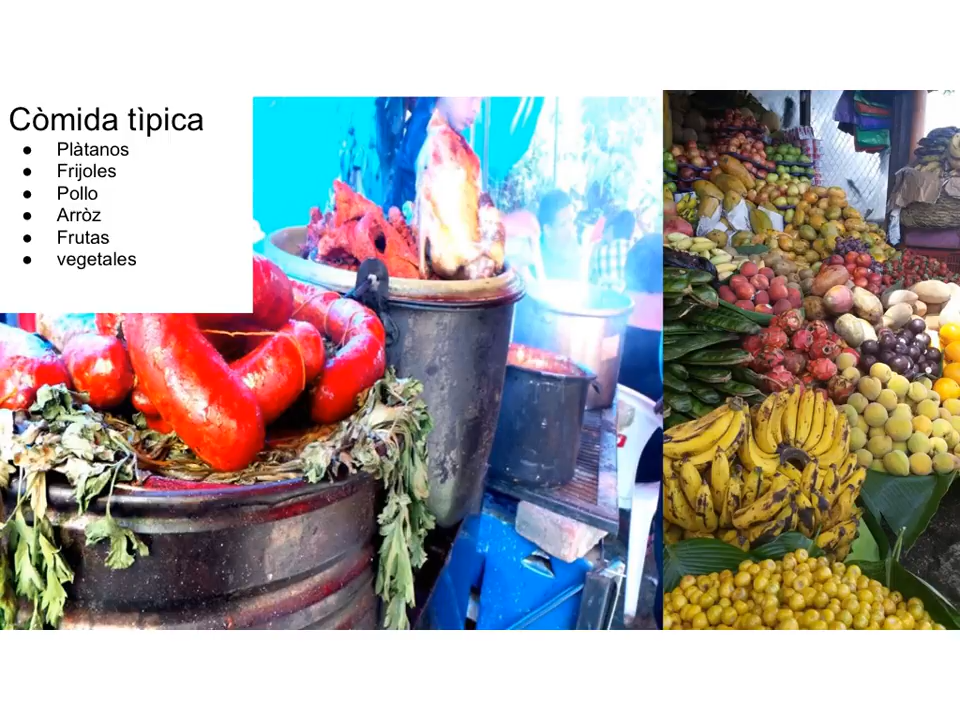 Còmida tìpica
● Plàtanos
● Frijoles
● Pollo
● Arròz
● Frutas
● vegetales